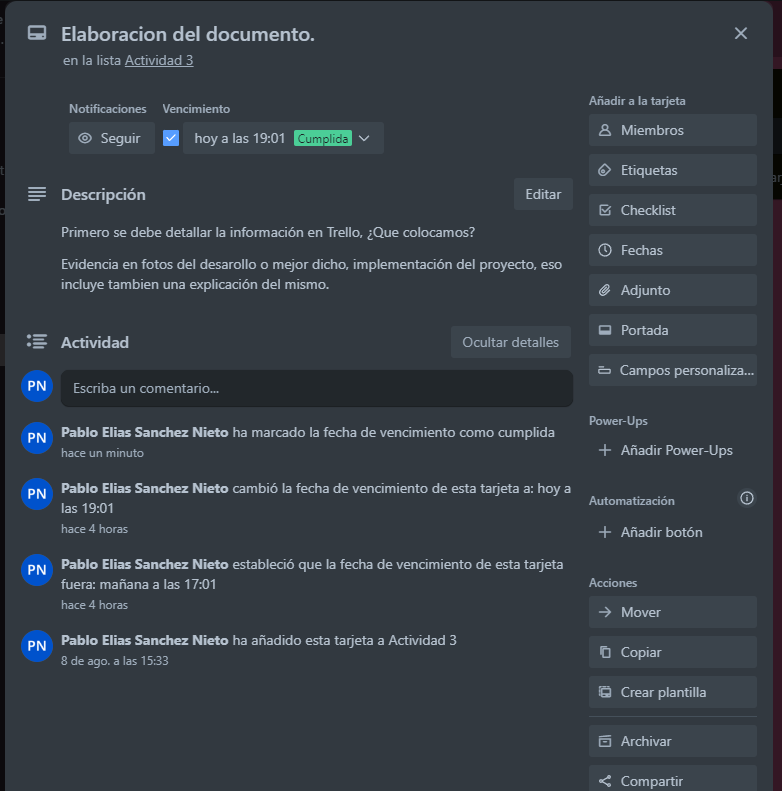 Elaboracion del documento.
en la lista Actividad 3
Notificaciones
Seguir
Vencimiento
hoy a las 19:01 Cumplida
Descripción
Editar
Primero se debe detallar la información en Trello, ¿Que colocamos?
Evidencia en fotos del desarollo o mejor dicho, implementación del proyecto, eso
incluye tambien una explicación del mismo.
Actividad
Ocultar detalles
PN
Escriba un comentario...
PN
Pablo Elias Sanchez Nieto ha marcado la fecha de vencimiento como cumplida
hace un minuto
PN
Pablo Elias Sanchez Nieto cambió la fecha de vencimiento de esta tarjeta a: hoy a
las 19:01
hace 4 horas
PN
Pablo Elias Sanchez Nieto estableció que la fecha de vencimiento de esta tarjeta
fuera: mañana a las 17:01
hace 4 horas
PN
Pablo Elias Sanchez Nieto ha añadido esta tarjeta a Actividad 3
8 de ago. a las 15:33
Añadir a la tarjeta
Miembros
Etiquetas
Checklist
Fechas
Adjunto
Portada
Campos personaliza...
Power-Ups
Añadir Power-Ups
Automatización
Añadir botón
Acciones
Mover
Copiar
Crear plantilla
Archivar
Compartir